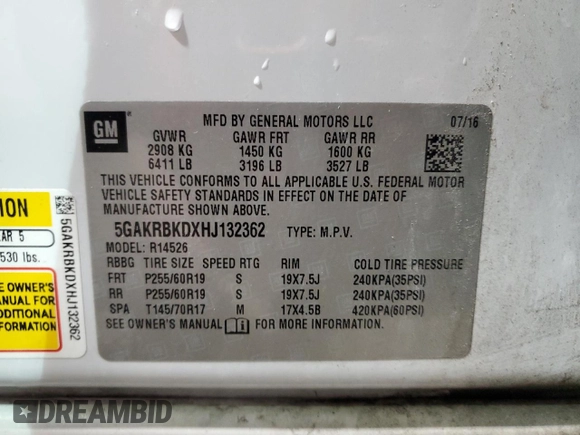 GM
MFD BY GENERAL MOTORS LLC
07/16
GVWR GAWR FRT GAWR RR
2908 KG 1450 KG 1600 KG
6411 LB 3196 LB 3527 LB
THIS VEHICLE CONFORMS TO ALL APPLICABLE U.S. FEDERAL MOTOR
VEHICLE SAFETY STANDARDS IN EFFECT ON THE DATE OF
MANUFACTURE SHOWN ABOVE.
5GAKRBKDXHJ132362 TYPE: M.P.V.
MODEL: R14526
RBBG TIRE SIZE SPEED RTG RIM COLD TIRE PRESSURE
FRT P255/60R19 S 19X7.5J 240KPA(35PSI)
RR P255/60R19 S 19X7.5J 240KPA(35PSI)
SPA T145/70R17 M 17X4.5B 420KPA(60PSI)
SEE OWNER'S MANUAL FOR MORE INFORMATION
ION
AR 5
530 lbs.
OWNER'S
MANUAL FOR
ADDITIONAL
5GAKRBKDXHJ132362
DREAMBID